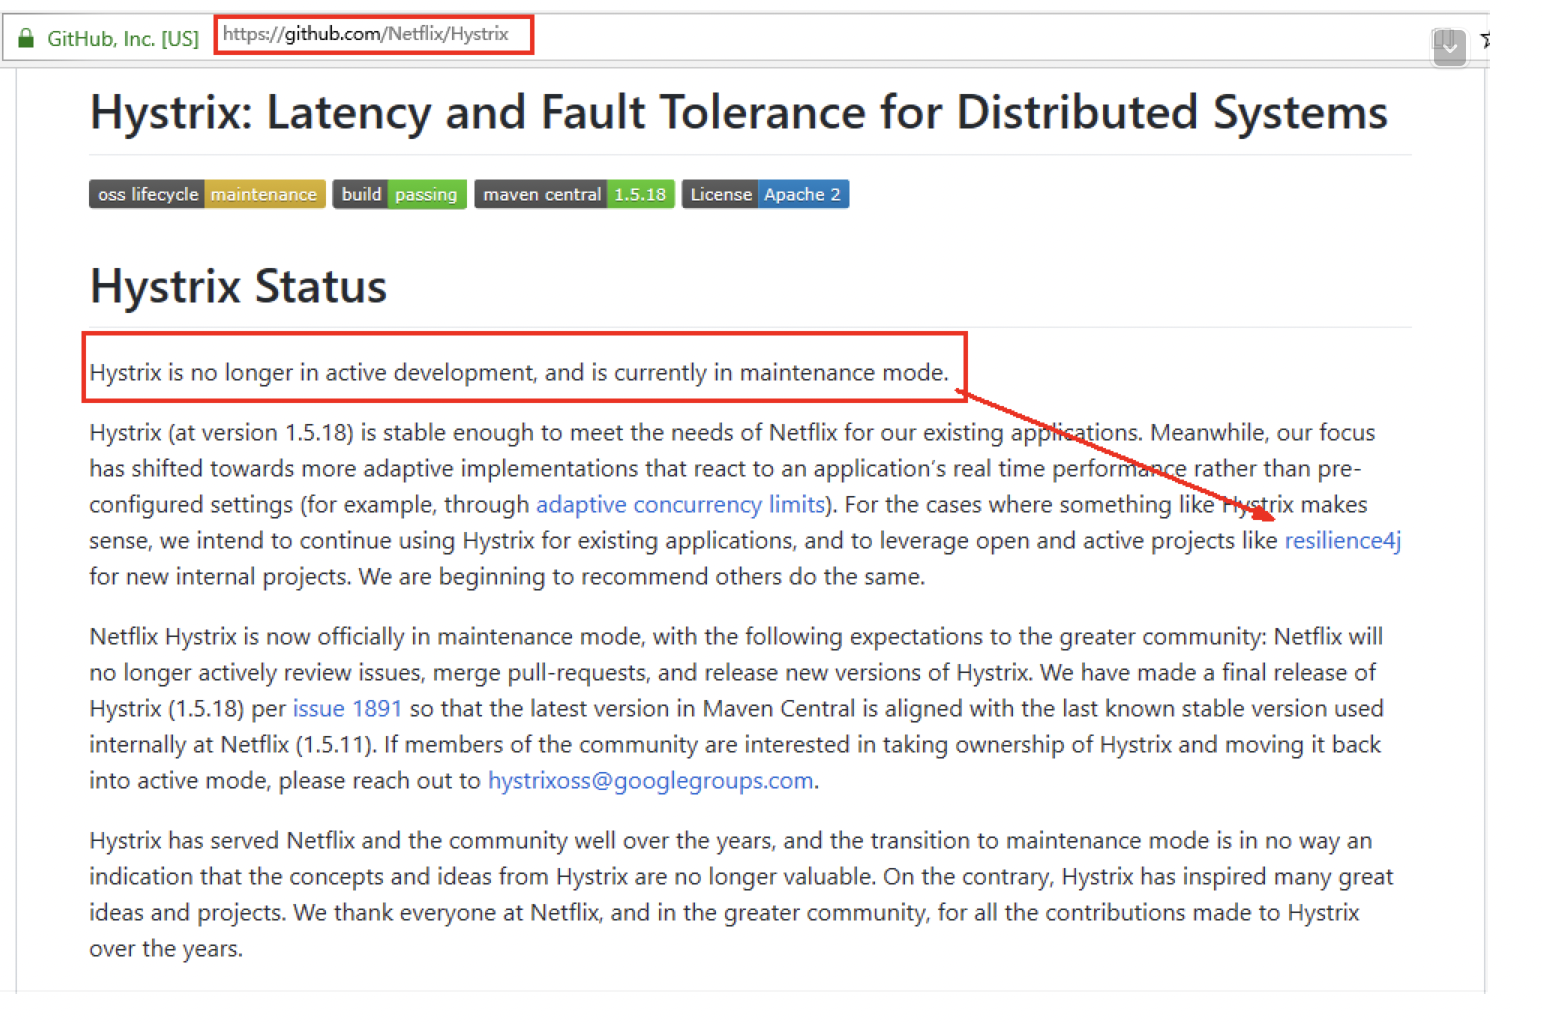 GitHub, Inc. [US] https://github.com/Netflix/Hystrix
Hystrix: Latency and Fault Tolerance for Distributed Systems
oss lifecycle maintenance build passing maven central 1.5.18 License Apache 2
Hystrix Status
Hystrix is no longer in active development, and is currently in maintenance mode.
Hystrix (at version 1.5.18) is stable enough to meet the needs of Netflix for our existing applications. Meanwhile, our focus
has shifted towards more adaptive implementations that react to an application's real time performance rather than pre-
configured settings (for example, through adaptive concurrency limits). For the cases where something like Hystrix makes
sense, we intend to continue using Hystrix for existing applications, and to leverage open and active projects like resilience4j
for new internal projects. We are beginning to recommend others do the same.
Netflix Hystrix is now officially in maintenance mode, with the following expectations to the greater community: Netflix will
no longer actively review issues, merge pull-requests, and release new versions of Hystrix. We have made a final release of
Hystrix (1.5.18) per issue 1891 so that the latest version in Maven Central is aligned with the last known stable version used
internally at Netflix (1.5.11). If members of the community are interested in taking ownership of Hystrix and moving it back
into active mode, please reach out to hystrixoss@googlegroups.com.
Hystrix has served Netflix and the community well over the years, and the transition to maintenance mode is in no way an
indication that the concepts and ideas from Hystrix are no longer valuable. On the contrary, Hystrix has inspired many great
ideas and projects. We thank everyone at Netflix, and in the greater community, for all the contributions made to Hystrix
over the years.